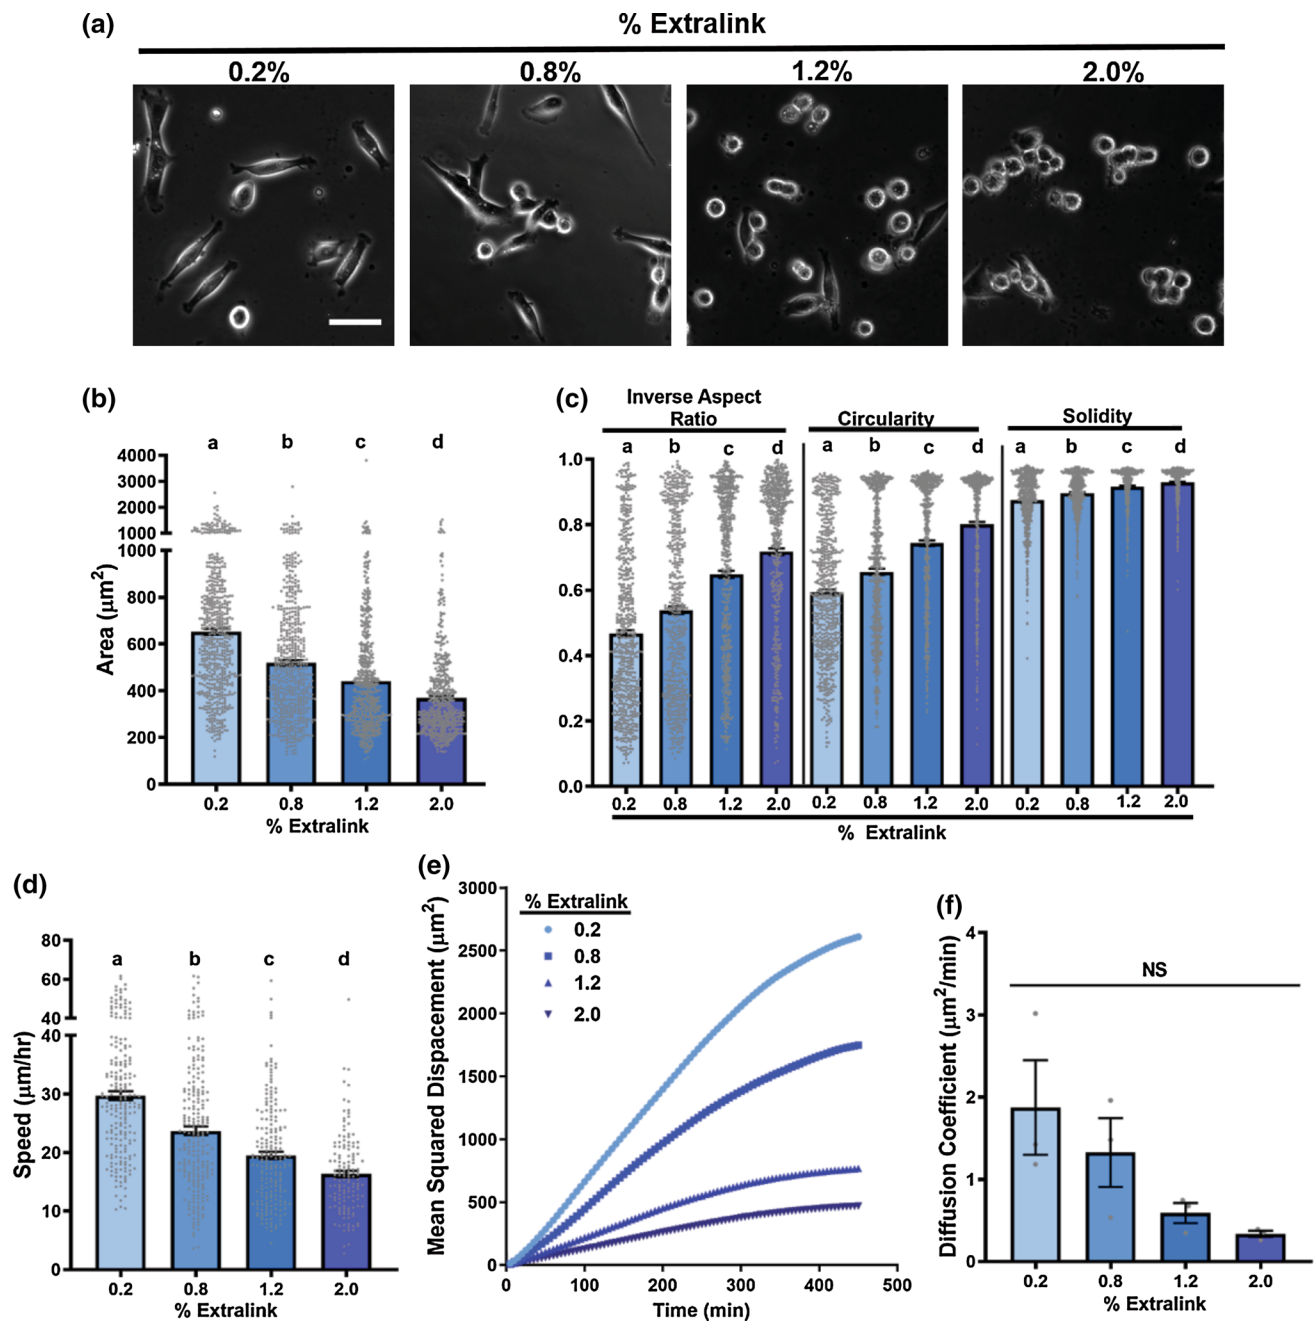 (a)
% Extralink
0.2% 0.8% 1.2% 2.0%
(b)
a b c d
4000
3000
2000
1000
1000
800
600
400
200
0
Area (μm²)
0.2 0.8 1.2 2.0
% Extralink
(c)
Inverse Aspect
Ratio
Circularity
Solidity
a b c d a b c d a b c d
1.0
0.8
0.6
0.4
0.2
0.0
0.2 0.8 1.2 2.0 0.2 0.8 1.2 2.0 0.2 0.8 1.2 2.0
% Extralink
(d)
a b c d
80
60
40
40
30
20
10
0
Speed (μm/hr)
0.2 0.8 1.2 2.0
% Extralink
(e)
3000
2500
2000
1500
1000
500
0
Mean Squared Dispacement (μm²)
% Extralink
0.2
0.8
1.2
2.0
0 100 200 300 400 500
Time (min)
(f)
4
3
2
1
0
Diffusion Coefficient (μm²/min)
NS
0.2 0.8 1.2 2.0
% Extralink